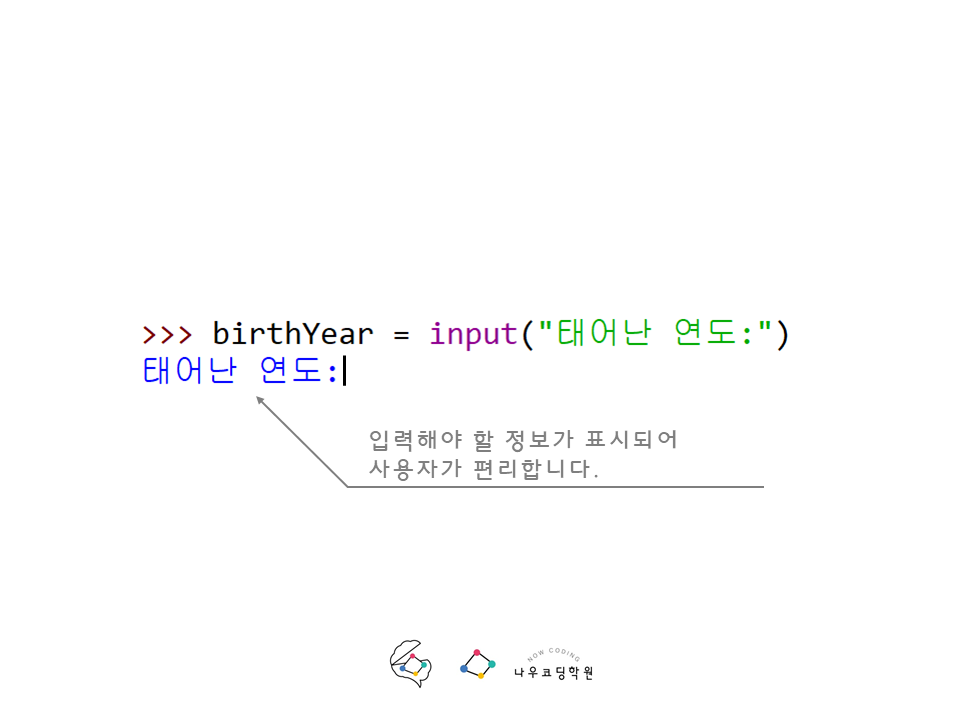 >>> birthYear = input("태어난 연도:")
태어난 연도:
입력해야 할 정보가 표시되어
사용자가 편리합니다.
NOW CODING
나우코딩학원